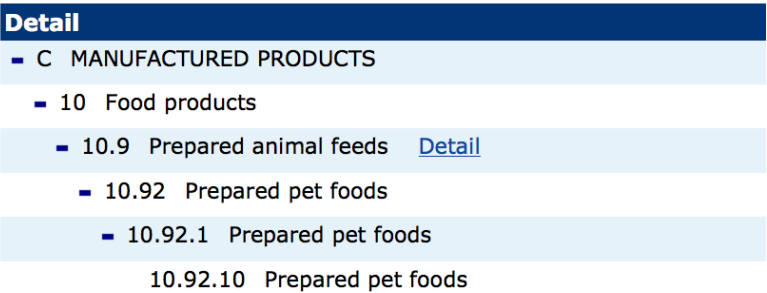 Detail
C MANUFACTURED PRODUCTS
10 Food products
10.9 Prepared animal feeds Detail
10.92 Prepared pet foods
10.92.1 Prepared pet foods
10.92.10 Prepared pet foods